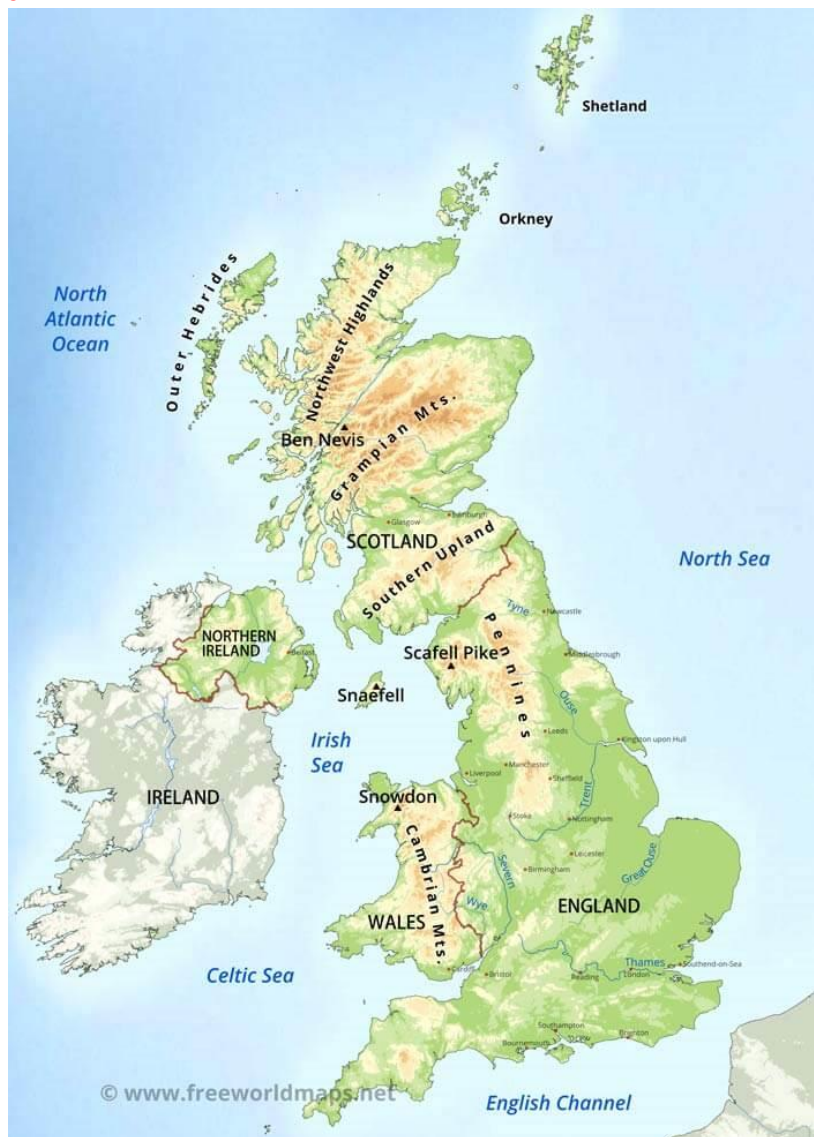 Shetland
Orkney
North
Atlantic
Ocean
Outer Hebrides
Northwest Highlands
Ben Nevis
Grampian Mts.
Glasgow
Edinburgh
SCOTLAND
Southern Upland
North Sea
Tyne
Newcastle
NORTHERN
IRELAND
Belfast
Scafell Pike
Middlesbrough
Pennines
Snaefell
Ouse
Irish
Sea
Leeds
Kingston upon Hull
Manchester
Liverpool
Sheffield
IRELAND
Snowdon
Trent
Stoke
Nottingham
Cambrian Mts.
Leicester
Birmingham
Severn
Great Ouse
Wye
WALES
ENGLAND
Celtic Sea
Cardiff
Bristol
Thames
Reading
London
Southend-on-Sea
Southampton
Brighton
Bournemouth
© www.freeworldmaps.net
English Channel